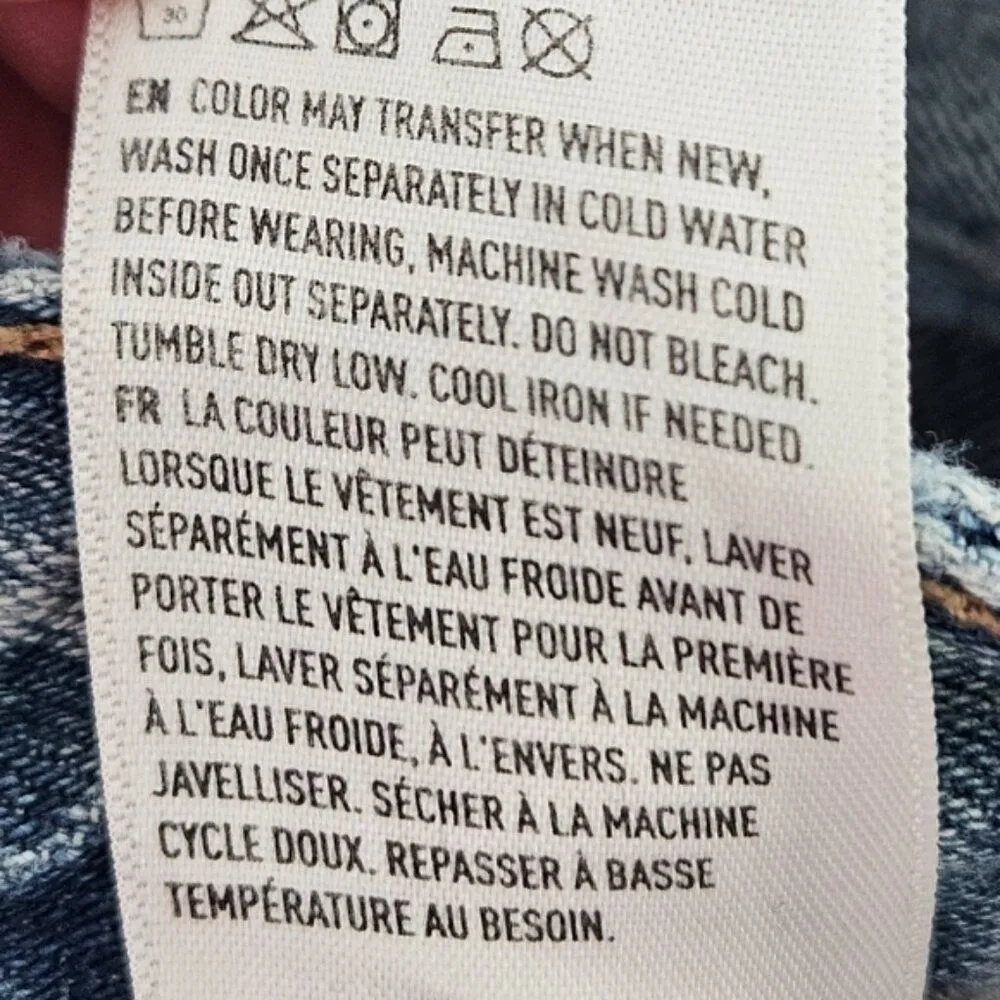 30
EN COLOR MAY TRANSFER WHEN NEW,
WASH ONCE SEPARATELY IN COLD WATER
BEFORE WEARING, MACHINE WASH COLD
INSIDE OUT SEPARATELY. DO NOT BLEACH.
TUMBLE DRY LOW. COOL IRON IF NEEDED.
FR LA COULEUR PEUT DÉTEINDRE
LORSQUE LE VÊTEMENT EST NEUF, LAVER
SÉPARÉMENT À L'EAU FROIDE AVANT DE
PORTER LE VÊTEMENT POUR LA PREMIÈRE
FOIS, LAVER SÉPARÉMENT À LA MACHINE
À L'EAU FROIDE, À L'ENVERS. NE PAS
JAVELLISER. SÉCHER À LA MACHINE
CYCLE DOUX. REPASSER À BASSE
TEMPÉRATURE AU BESOIN.